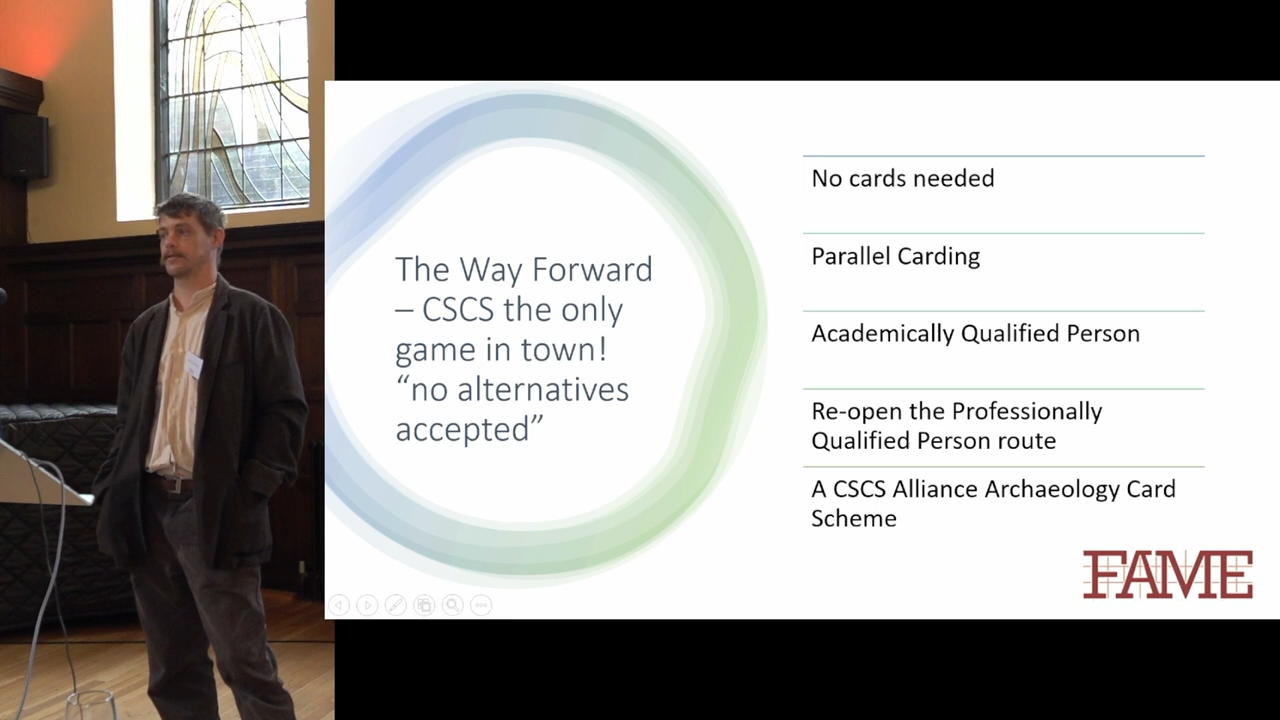 The Way Forward
– CSCS the only
game in town!
“no alternatives
accepted”
No cards needed
Parallel Carding
Academically Qualified Person
Re-open the Professionally
Qualified Person route
A CSCS Alliance Archaeology Card
Scheme
FAME